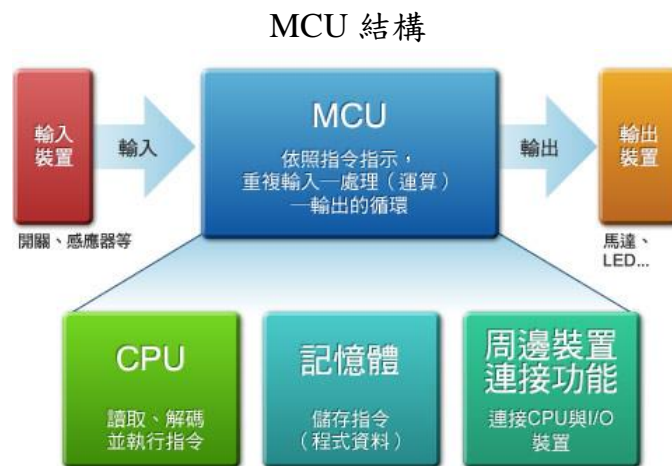 MCU 結構
輸入
裝置
輸入
MCU
依照指令指示，
重複輸入─處理（運算）
─輸出的循環
輸出
輸出
裝置
開關、感應器等
馬達、
LED...
CPU
讀取、解碼
並執行指令
記憶體
儲存指令
（程式資料）
周邊裝置
連接功能
連接CPU與I/O
裝置